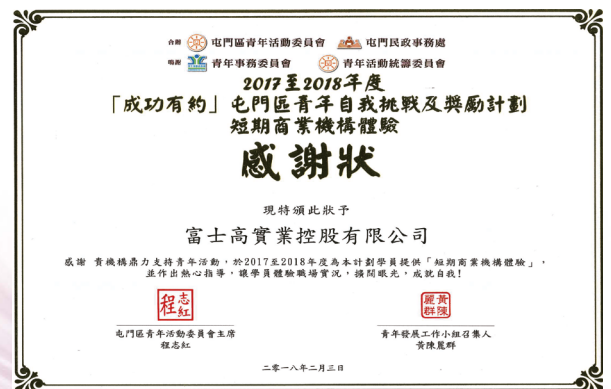 合辦 屯門區青年活動委員會 屯門民政事務處
鳴謝 青年事務委員會 青年活動統籌委員會
2017至2018年度
「成功有約」屯門區青年自我挑戰及獎勵計劃
短期商業機構體驗
感謝狀
現特頒此狀予
富士高實業控股有限公司
感謝 貴機構鼎力支持青年活動,於2017至2018年度為本計劃學員提供「短期商業機構體驗」,
並作出熱心指導,讓學員體驗職場實況,擴闊眼光,成就自我!
程志紅
黃陳麗群
屯門區青年活動委員會主席
程志紅
青年發展工作小組召集人
黃陳麗群
二零一八年二月三日